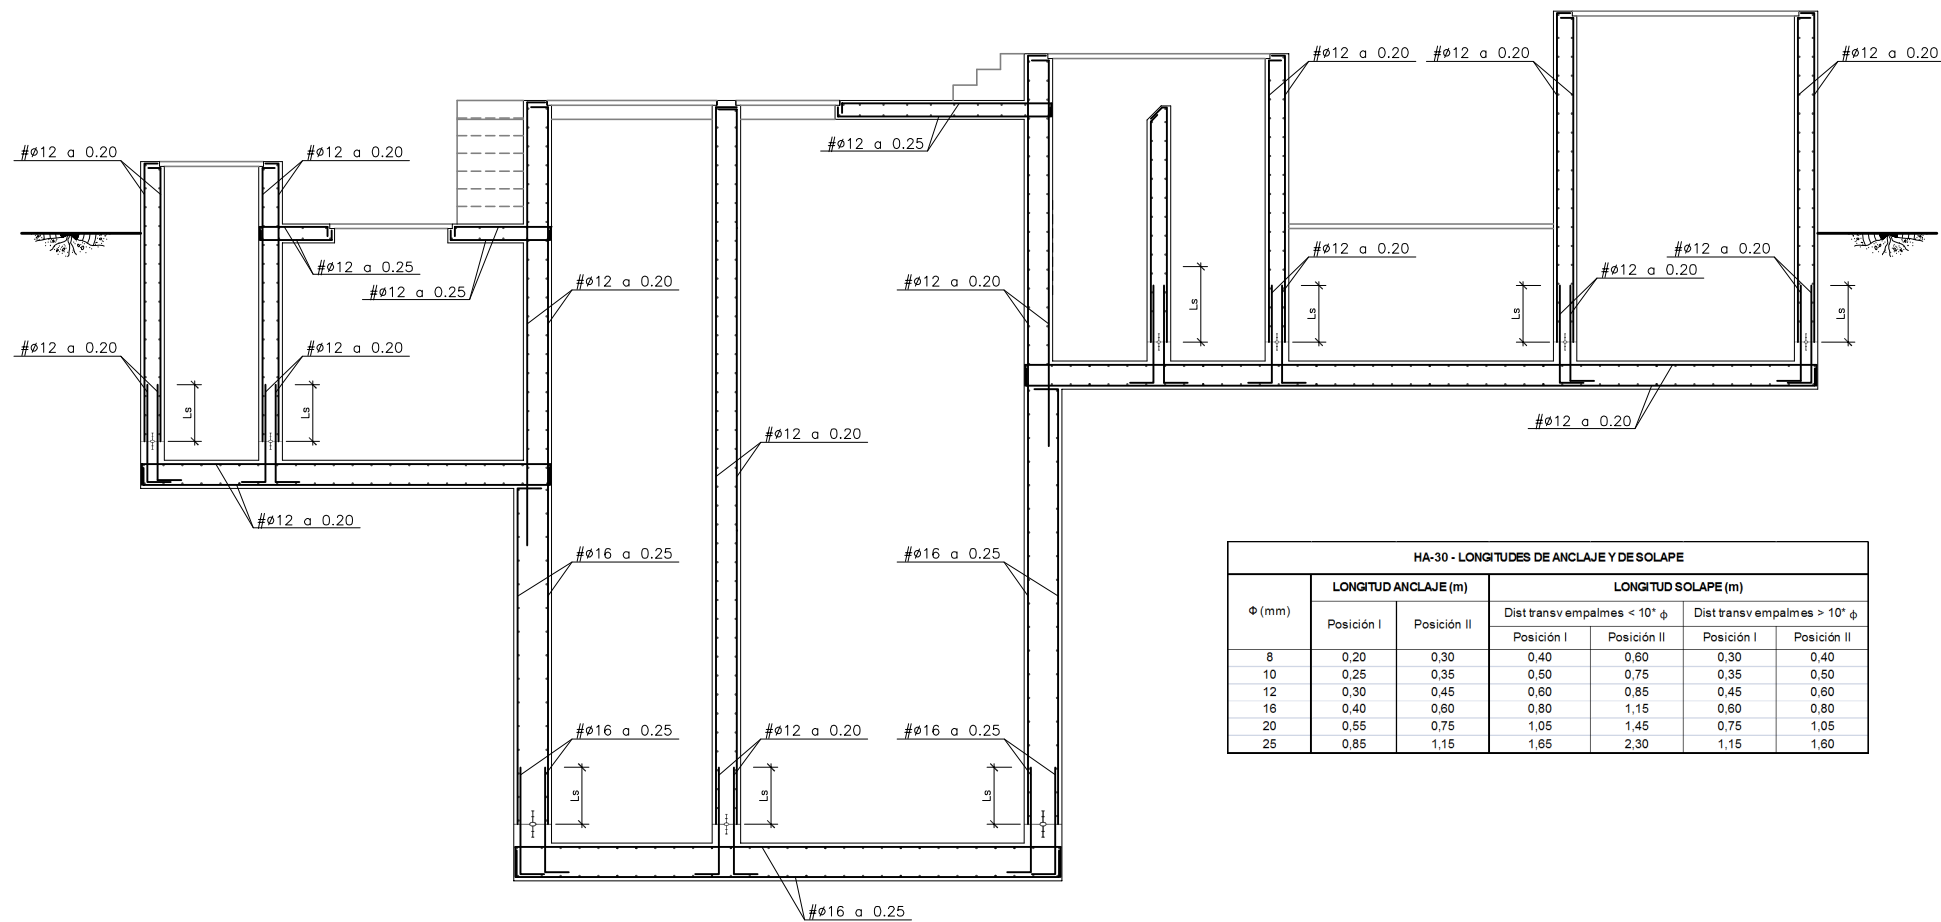 #ø12 a 0.20 #ø12 a 0.20 #ø12 a 0.20
#ø12 a 0.25
#ø12 a 0.20 #ø12 a 0.20
#ø12 a 0.20 #ø12 a 0.20
#ø12 a 0.25 #ø12 a 0.20
#ø12 a 0.20 #ø12 a 0.20
#ø12 a 0.25
Ls Ls Ls Ls
#ø12 a 0.20 #ø12 a 0.20
Ls Ls
#ø12 a 0.20
#ø12 a 0.20
#ø12 a 0.20
#ø16 a 0.25 #ø16 a 0.25
#ø16 a 0.25 #ø12 a 0.20 #ø16 a 0.25
Ls Ls Ls
#ø16 a 0.25
HA-30 - LONGITUDES DE ANCLAJE Y DE SOLAPE
Φ (mm) LONGITUD ANCLAJE (m) LONGITUD SOLAPE (m)
Dist transv empalmes < 10* ϕ Dist transv empalmes > 10* ϕ
Posición I Posición II Posición I Posición II Posición I Posición II
8 0,20 0,30 0,40 0,60 0,30 0,40
10 0,25 0,35 0,50 0,75 0,35 0,50
12 0,30 0,45 0,60 0,85 0,45 0,60
16 0,40 0,60 0,80 1,15 0,60 0,80
20 0,55 0,75 1,05 1,45 0,75 1,05
25 0,85 1,15 1,65 2,30 1,15 1,60